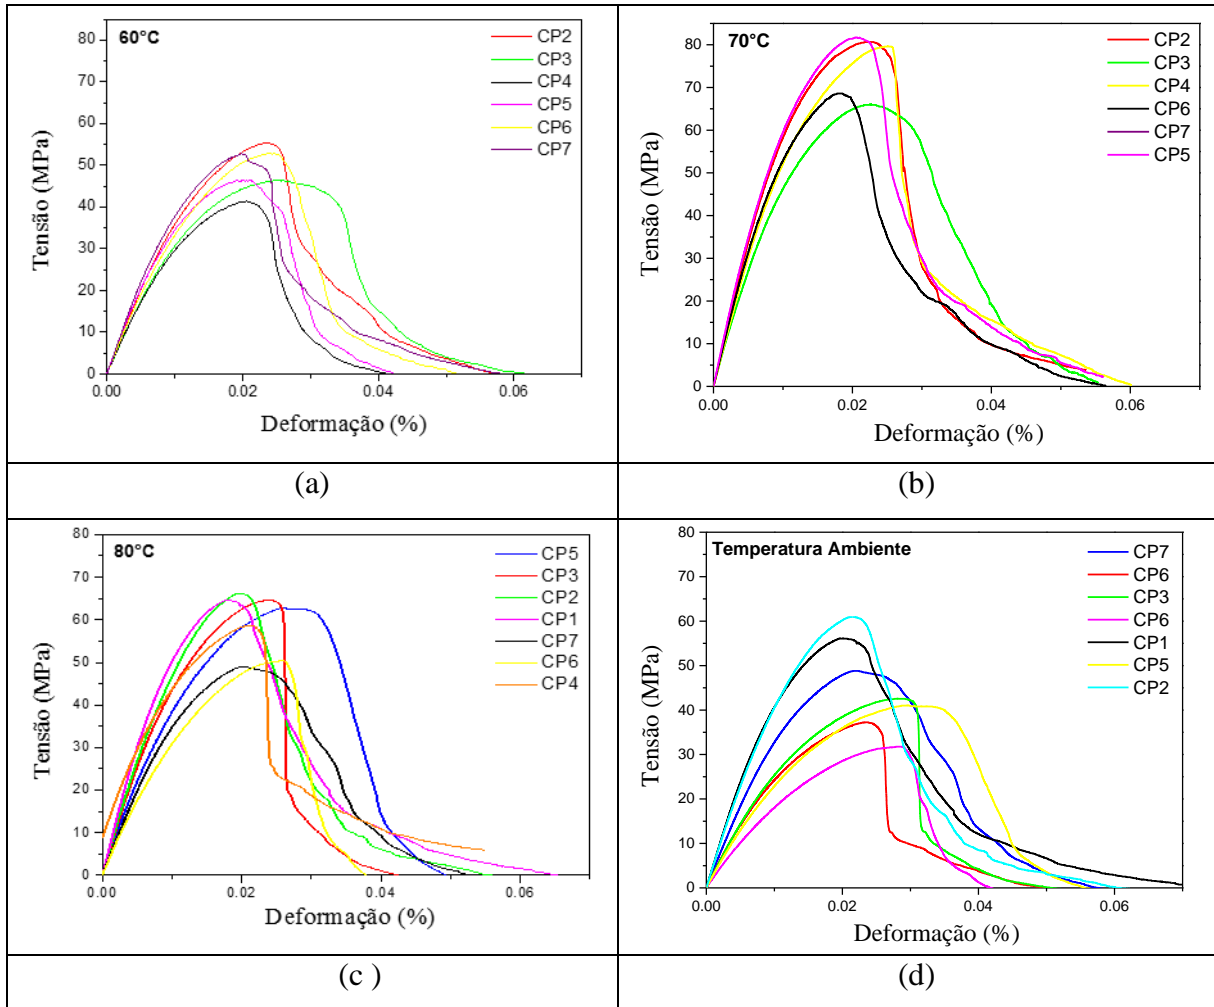 60°C
80
70
60
50
40
30
20
10
0
0.00
0.02
0.04
0.06
Tensão (MPa)
Deformação (%)
CP2
CP3
CP4
CP5
CP6
CP7
(a)
70°C
80
70
60
50
40
30
20
10
0
0.00
0.02
0.04
0.06
Tensão (MPa)
Deformação (%)
CP2
CP3
CP4
CP6
CP7
CP5
(b)
80°C
80
70
60
50
40
30
20
10
0
0.00
0.02
0.04
0.06
Tensão (MPa)
Deformação (%)
CP5
CP3
CP2
CP1
CP7
CP6
CP4
(c )
Temperatura Ambiente
80
70
60
50
40
30
20
10
0
0.00
0.02
0.04
0.06
Tensão (MPa)
Deformação (%)
CP7
CP6
CP3
CP6
CP1
CP5
CP2
(d)